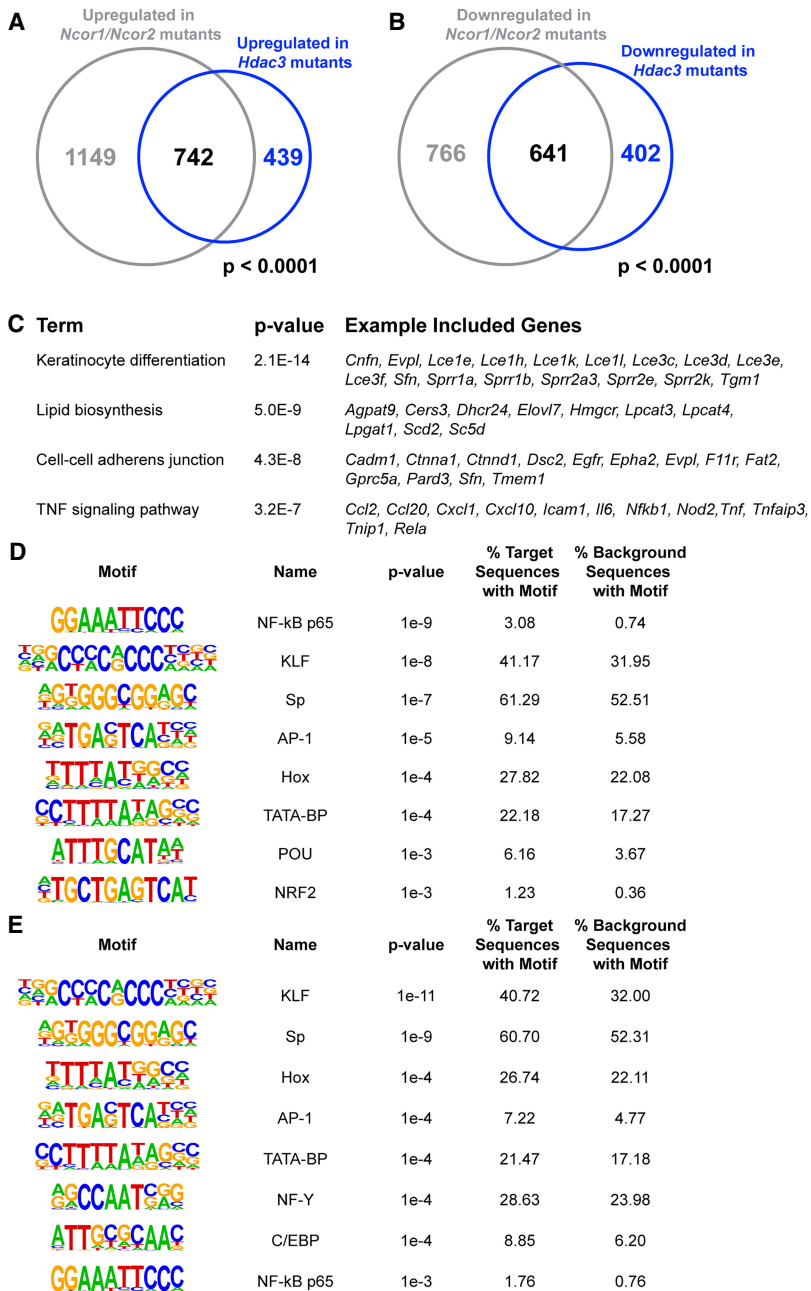 A
Upregulated in
Ncor1/Ncor2 mutants
Upregulated in
Hdac3 mutants
1149
742
439
p < 0.0001
B
Downregulated in
Ncor1/Ncor2 mutants
Downregulated in
Hdac3 mutants
766
641
402
p < 0.0001
C Term p-value Example Included Genes
Keratinocyte differentiation 2.1E-14 Cnfn, Evpl, Lce1e, Lce1h, Lce1k, Lce1l, Lce3c, Lce3d, Lce3e,
Lce3f, Sfn, Sprr1a, Sprr1b, Sprr2a3, Sprr2e, Sprr2k, Tgm1
Lipid biosynthesis 5.0E-9 Agpat9, Cers3, Dhcr24, Elovl7, Hmgcr, Lpcat3, Lpcat4,
Lpgat1, Scd2, Sc5d
Cell-cell adherens junction 4.3E-8 Cadm1, Ctnna1, Ctnnd1, Dsc2, Egfr, Epha2, Evpl, F11r, Fat2,
Gprc5a, Pard3, Sfn, Tmem1
TNF signaling pathway 3.2E-7 Ccl2, Ccl20, Cxcl1, Cxcl10, Icam1, Il6, Nfkb1, Nod2,Tnf, Tnfaip3,
Tnip1, Rela
D
Motif Name p-value % Target Sequences with Motif % Background Sequences with Motif
GGAAATTCCC NF-kB p65 1e-9 3.08 0.74
KLF 1e-8 41.17 31.95
Sp 1e-7 61.29 52.51
AP-1 1e-5 9.14 5.58
Hox 1e-4 27.82 22.08
TATA-BP 1e-4 22.18 17.27
POU 1e-3 6.16 3.67
NRF2 1e-3 1.23 0.36
E
Motif Name p-value % Target Sequences with Motif % Background Sequences with Motif
KLF 1e-11 40.72 32.00
Sp 1e-9 60.70 52.31
Hox 1e-4 26.74 22.11
AP-1 1e-4 7.22 4.77
TATA-BP 1e-4 21.47 17.18
NF-Y 1e-4 28.63 23.98
C/EBP 1e-4 8.85 6.20
GGAAATTCCC NF-kB p65 1e-3 1.76 0.76